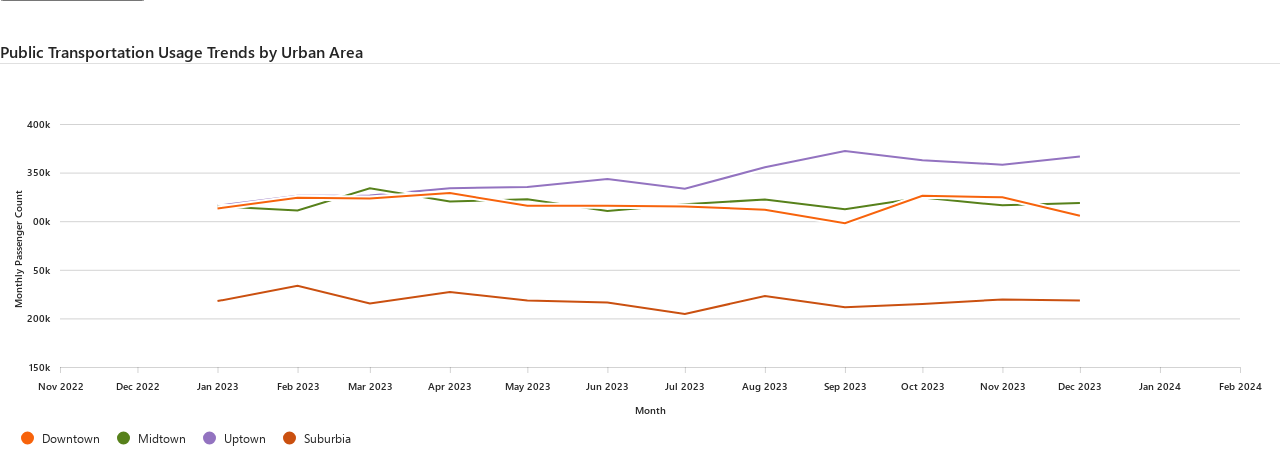 Public Transportation Usage Trends by Urban Area
400k
350k
00k
50k
200k
150k
Monthly Passenger Count
Nov 2022 Dec 2022 Jan 2023 Feb 2023 Mar 2023 Apr 2023 May 2023 Jun 2023 Jul 2023 Aug 2023 Sep 2023 Oct 2023 Nov 2023 Dec 2023 Jan 2024 Feb 2024
Month
Downtown Midtown Uptown Suburbia